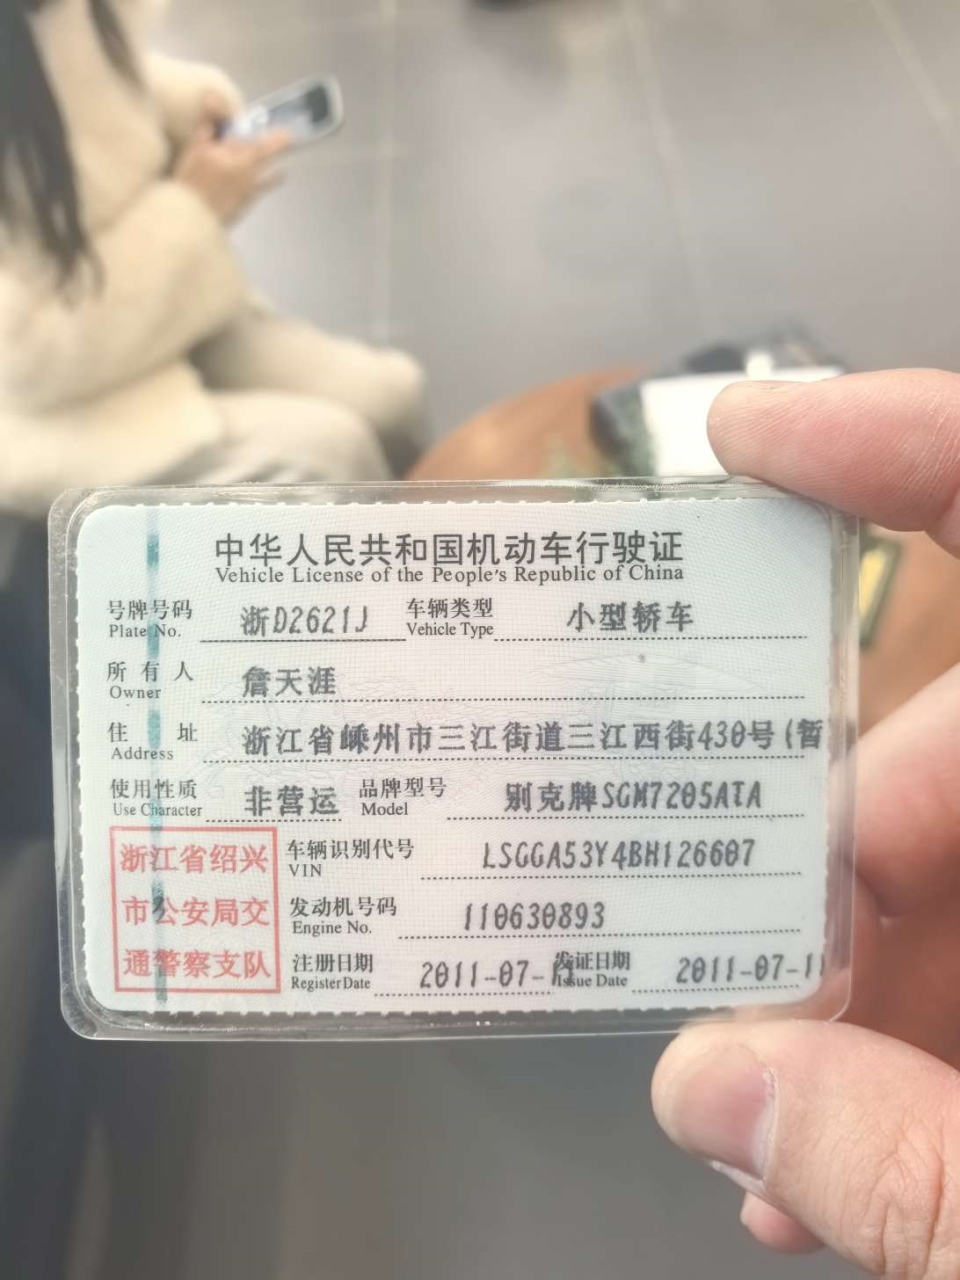 中华人民共和国机动车行驶证
Vehicle License of the People's Republic of China
号牌号码 浙D2621J 车辆类型 小型轿车
Plate No. Vehicle Type
所有人 詹天涯
Owner
住址 浙江省嵊州市三江街道三江西街430号(暂
Address
使用性质 非营运 品牌型号 别克牌SGM7205ATA
Use Character Model
浙江省绍兴
市公安局交
通警察支队
车辆识别代号 LSGGA53Y4BH126607
VIN
发动机号码 110630893
Engine No.
注册日期 2011-07-11 发证日期 2011-07-11
Register Date Issue Date